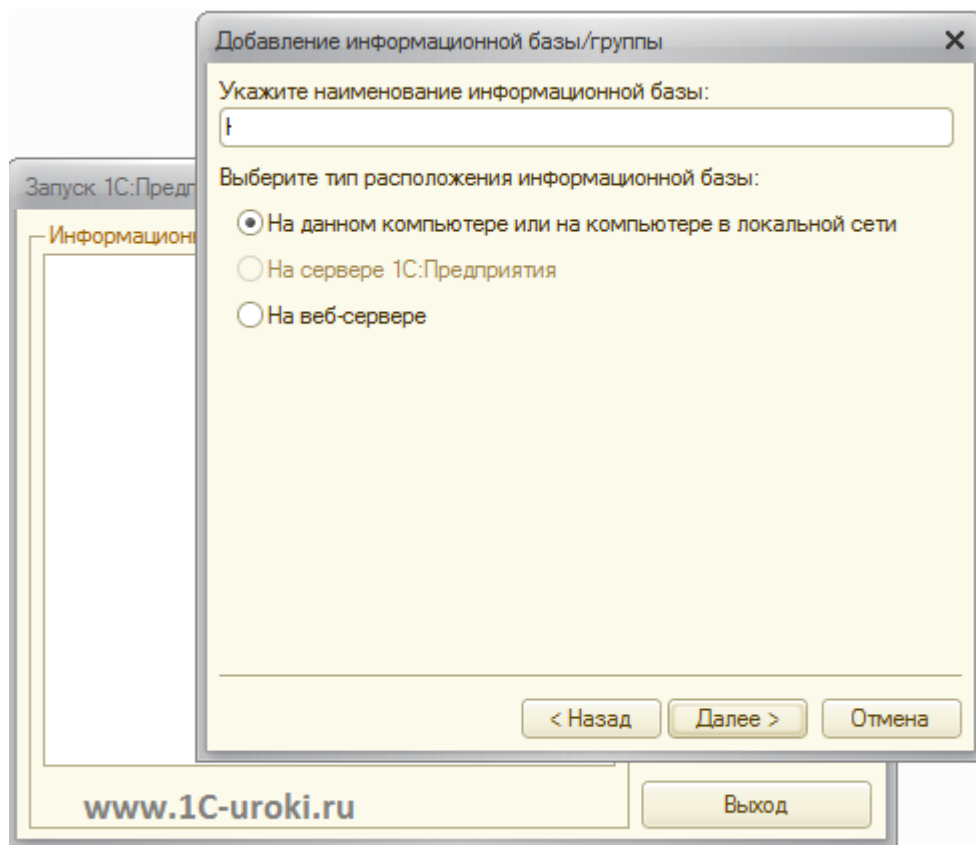 Добавление информационной базы/группы
Укажите наименование информационной базы:
Выберите тип расположения информационной базы:
На данном компьютере или на компьютере в локальной сети
На сервере 1С:Предприятия
На веб-сервере
< Назад
Далее >
Отмена
Запуск 1С:Предп
Информационн
www.1C-uroki.ru
Выход